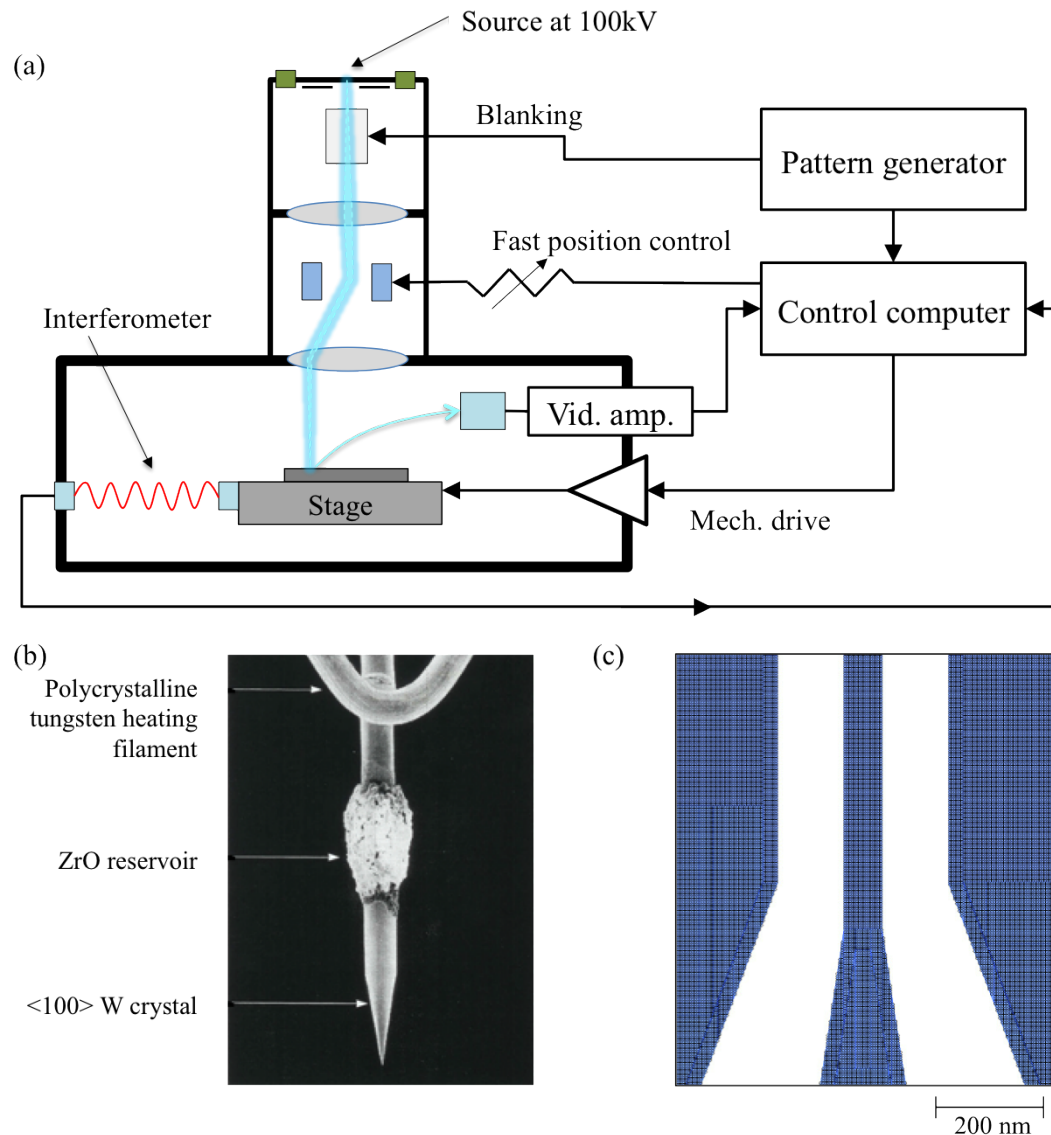 Source at 100kV
(a)
Blanking
Pattern generator
Fast position control
Interferometer
Control computer
Vid. amp.
Stage
Mech. drive
(b)
(c)
Polycrystalline
tungsten heating
filament
ZrO reservoir
<100> W crystal
200 nm